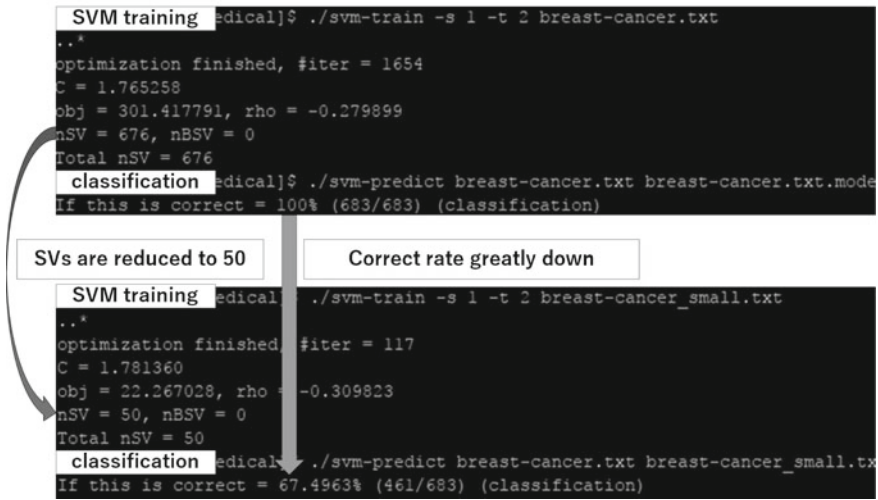 SVM training edical]$ ./svm-train -s 1 -t 2 breast-cancer.txt
..*
optimization finished, #iter = 1654
C = 1.765258
obj = 301.417791, rho = -0.279899
nSV = 676, nBSV = 0
Total nSV = 676
classification edical]$ ./svm-predict breast-cancer.txt breast-cancer.txt.mode
If this is correct = 100% (683/683) (classification)
SVs are reduced to 50
Correct rate greatly down
SVM training edical] ./svm-train -s 1 -t 2 breast-cancer_small.txt
..*
optimization finished, #iter = 117
C = 1.781360
obj = 22.267028, rho = -0.309823
nSV = 50, nBSV = 0
Total nSV = 50
classification edical ./svm-predict breast-cancer.txt breast-cancer_small.tx
If this is correct = 67.4963% (461/683) (classification)